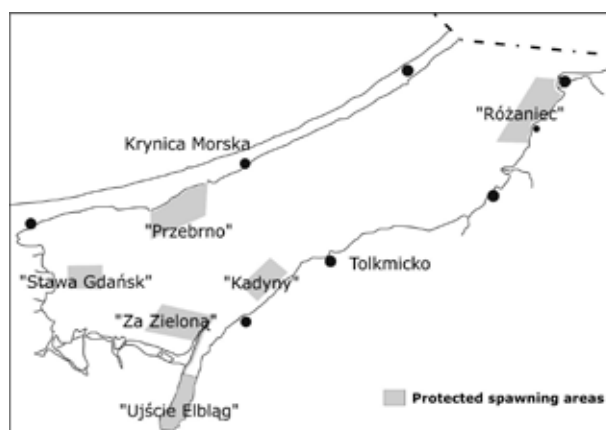 "Różaniec"
Krynica Morska
"Przebrno"
"Stawa Gdańsk"
"Kadyny"
Tolkmicko
"Za Zieloną"
"Ujście Elbląg"
Protected spawning areas